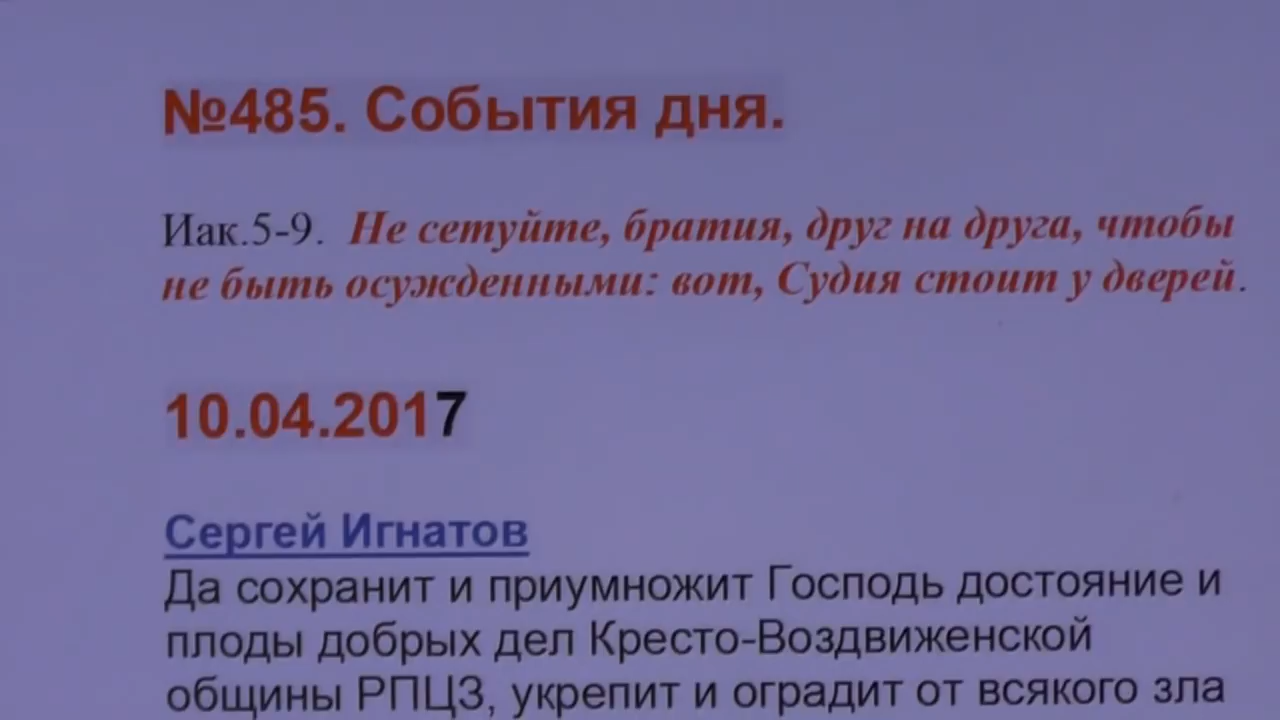 №485. События дня.
Иак.5-9. Не сетуйте, братия, друг на друга, чтобы
не быть осужденными: вот, Судия стоит у дверей.
10.04.2017
Сергей Игнатов
Да сохранит и приумножит Господь достояние и
плоды добрых дел Кресто-Воздвиженской
общины РПЦЗ, укрепит и оградит от всякого зла